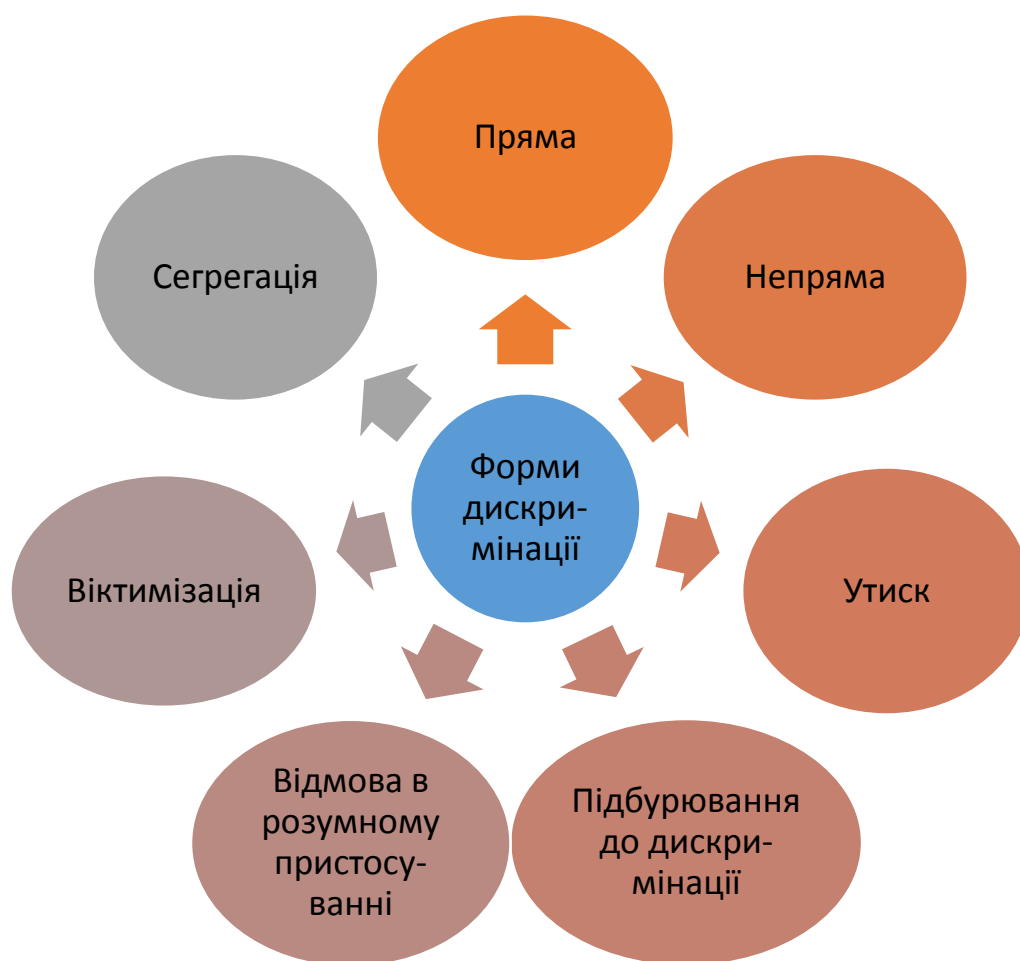 Пряма
Непряма
Сегрегація
Форми
дискри-
мінації
Утиск
Віктимізація
Підбурювання
до дискри-
мінації
Відмова в
розумному
пристосу-
ванні